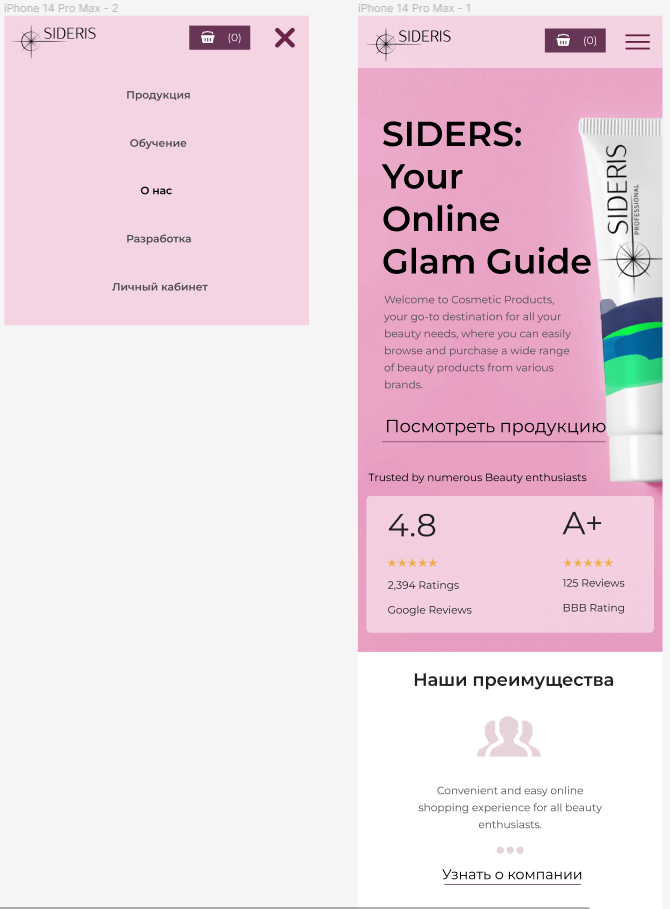 iPhone 14 Pro Max - 2
SIDERIS
(0)
Продукция
Обучение
О нас
Разработка
Личный кабинет
iPhone 14 Pro Max - 1
SIDERIS
(0)
SIDERS:
Your
Online
Glam Guide
SIDERIS
PROFESSIONAL
Welcome to Cosmetic Products,
your go-to destination for all your
beauty needs, where you can easily
browse and purchase a wide range
of beauty products from various
brands.
Посмотреть продукцию
Trusted by numerous Beauty enthusiasts
4.8
★★★★★
2,394 Ratings
Google Reviews
A+
★★★★★
125 Reviews
BBB Rating
Наши преимущества
Convenient and easy online
shopping experience for all beauty
enthusiasts.
Узнать о компании